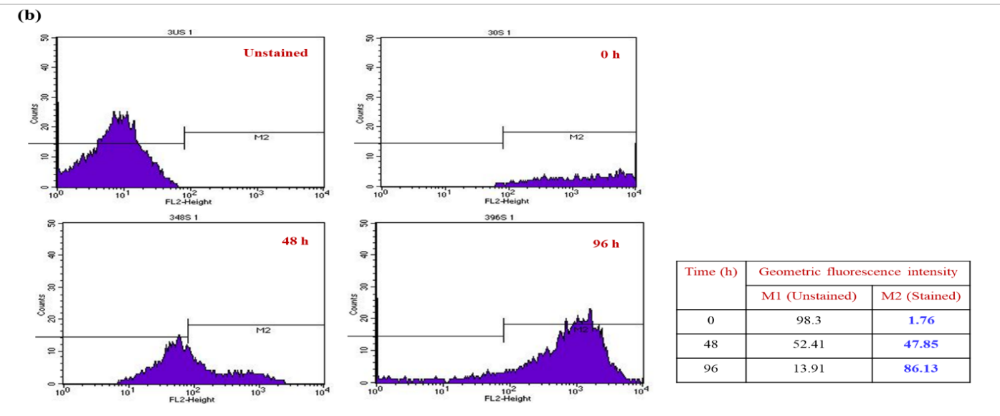 (b)
3US 1
Unstained
Counts
50
40
30
20
10
0
M2
10⁰ 10¹ 10² 10³ 10⁴
FL2-Height
30S 1
0 h
Counts
50
40
30
20
10
0
M2
10⁰ 10¹ 10² 10³ 10⁴
FL2-Height
348S 1
48 h
Counts
50
40
30
20
10
0
M2
10⁰ 10¹ 10² 10³ 10⁴
FL2-Height
396S 1
96 h
Counts
50
40
30
20
10
0
M2
10⁰ 10¹ 10² 10³ 10⁴
FL2-Height
Time (h) Geometric fluorescence intensity
M1 (Unstained) M2 (Stained)
0 98.3 1.76
48 52.41 47.85
96 13.91 86.13